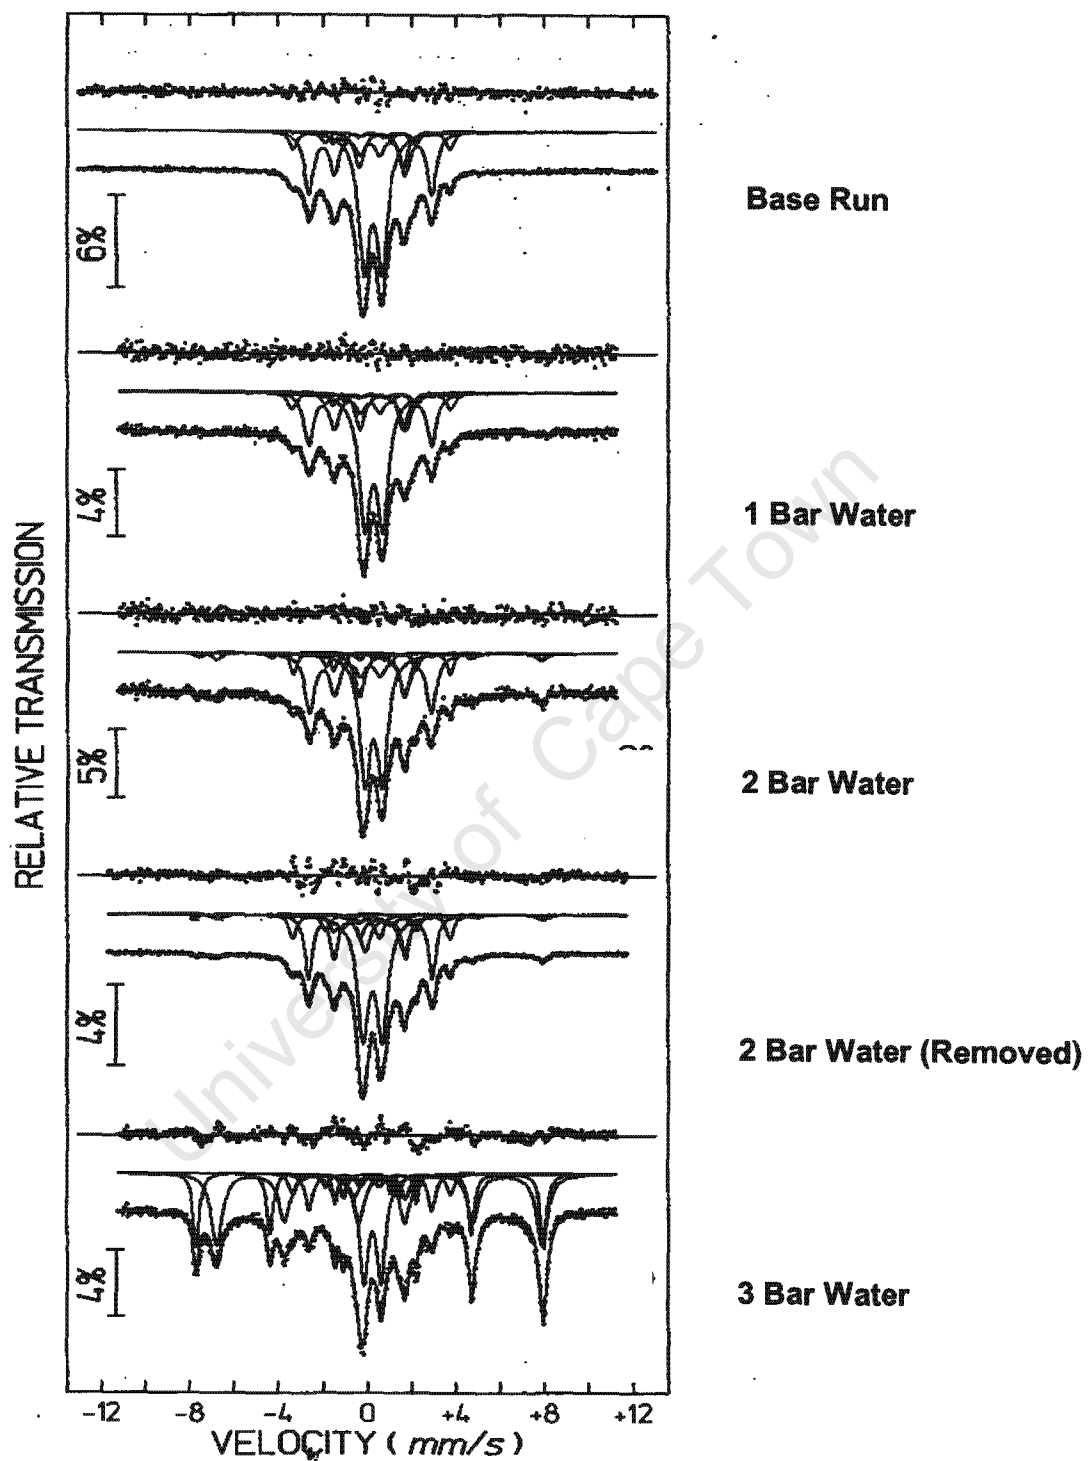 Base Run
6%
1 Bar Water
4%
2 Bar Water
5%
2 Bar Water (Removed)
4%
3 Bar Water
4%
RELATIVE TRANSMISSION
-12 -8 -4 0 +4 +8 +12
VELOCITY (mm/s)
University of Cape Town